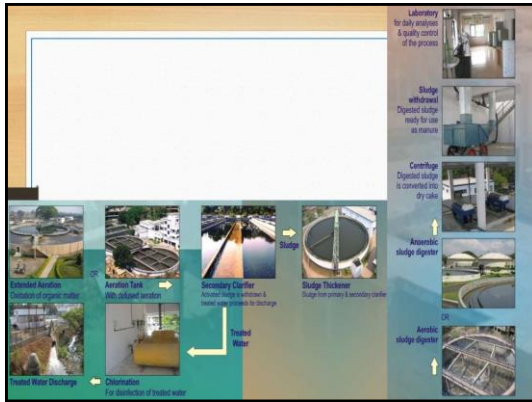 Laboratory
for daily analyses
& quality control
of the process
Sludge
withdrawal
Digested sludge
ready for use
as manure
Centrifuge
Digested sludge
is converted into
dry cake
Anaerobic
sludge digester
OR
Aerobic
sludge digester
Extended Aeration
Oxidation of organic matter
OR
Aeration Tank
With defused aeration
Secondary Clarifier
Activated sludge is withdrawn &
treated water proceeds for discharge
Sludge
Sludge Thickener
Sludge from primary & secondary clarifier
Treated
Water
Treated Water Discharge
Chlorination
For disinfection of treated water